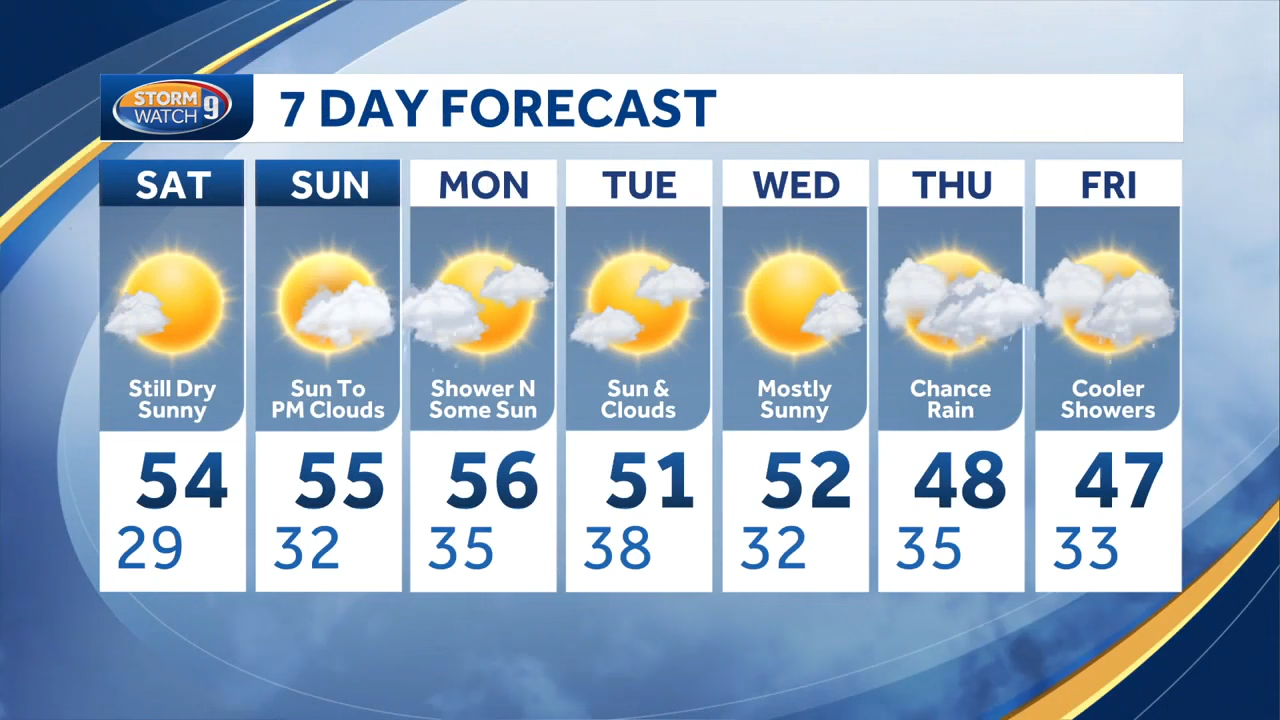 STORM
WATCH 9
7 DAY FORECAST
SAT
Still Dry
Sunny
54
29
SUN
Sun To
PM Clouds
55
32
MON
Shower N
Some Sun
56
35
TUE
Sun &
Clouds
51
38
WED
Mostly
Sunny
52
32
THU
Chance
Rain
48
35
FRI
Cooler
Showers
47
33